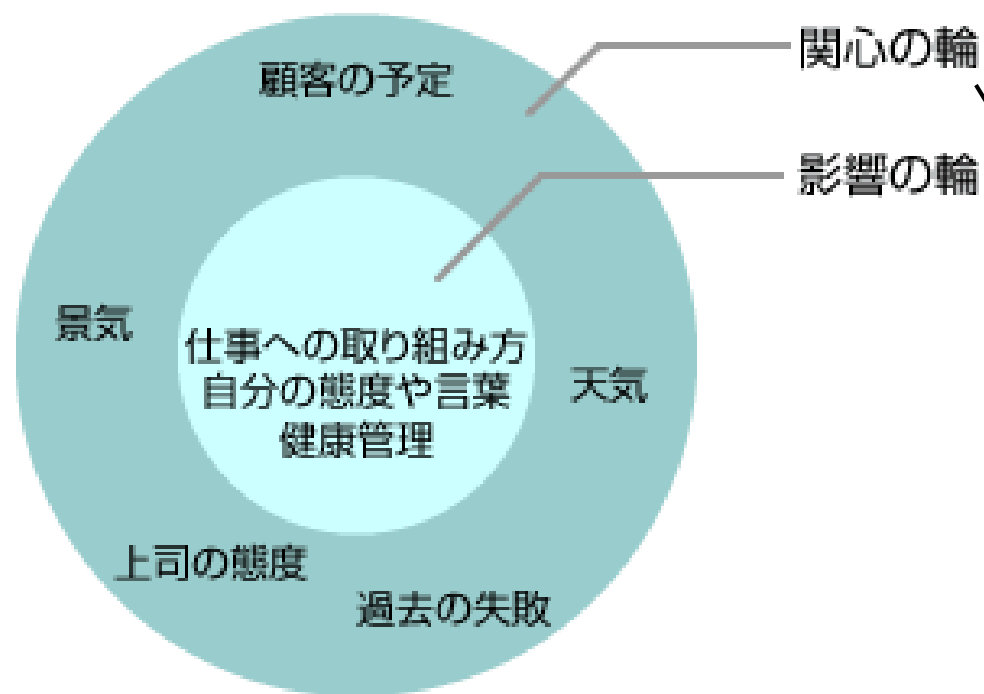 関心の輪
顧客の予定
影響の輪
景気
仕事への取り組み方
自分の態度や言葉
健康管理
天気
上司の態度
過去の失敗